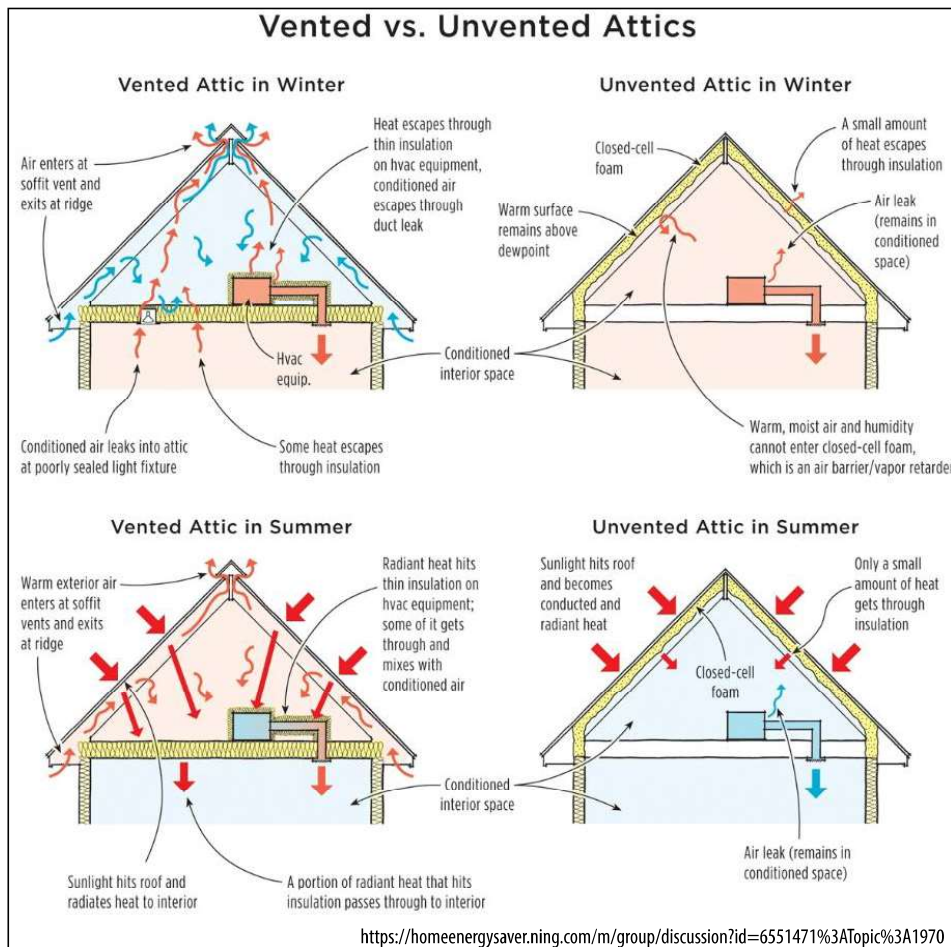 Vented vs. Unvented Attics
Vented Attic in Winter
Air enters at
soffit vent and
exits at ridge
Heat escapes through
thin insulation
on hvac equipment,
conditioned air
escapes through
duct leak
Hvac
equip.
Conditioned air leaks into attic
at poorly sealed light fixture
Some heat escapes
through insulation
Conditioned
interior space
Unvented Attic in Winter
Closed-cell
foam
A small amount
of heat escapes
through insulation
Warm surface
remains above
dewpoint
Air leak
(remains in
conditioned
space)
Warm, moist air and humidity
cannot enter closed-cell foam,
which is an air barrier/vapor retarder
Vented Attic in Summer
Warm exterior air
enters at soffit
vents and exits
at ridge
Radiant heat hits
thin insulation on
hvac equipment;
some of it gets
through and
mixes with
conditioned air
Sunlight hits roof and
radiates heat to interior
A portion of radiant heat that hits
insulation passes through to interior
Conditioned
interior space
Unvented Attic in Summer
Sunlight hits roof
and becomes
conducted and
radiant heat
Only a small
amount of heat
gets through
insulation
Closed-cell
foam
Air leak (remains in
conditioned space)
https://homeenergysaver.ning.com/m/group/discussion?id=6551471%3ATopic%3A1970